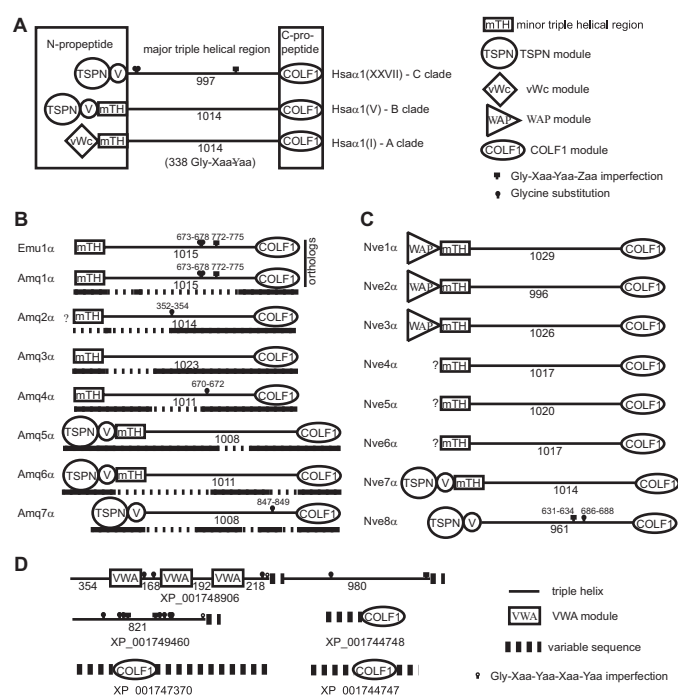 A
N-propeptide
major triple helical region
C-pro-
peptide
TSPN V 997 COLF1 Hsaα1(XXVII) - C clade
TSPN V mTH 1014 COLF1 Hsaα1(V) - B clade
vWc mTH 1014 COLF1 Hsaα1(I) - A clade
(338 Gly-Xaa-Yaa)
mTH minor triple helical region
TSPN TSPN module
vWc vWc module
WAP WAP module
COLF1 COLF1 module
Gly-Xaa-Yaa-Zaa imperfection
Glycine substitution
B
Emu1α mTH 673-678 772-775 1015 COLF1
Amq1α mTH 673-678 772-775 1015 COLF1
orthologs
Amq2α ? mTH 352-354 1014 COLF1
Amq3α mTH 1023 COLF1
Amq4α mTH 670-672 1011 COLF1
Amq5α TSPN V mTH 1008 COLF1
Amq6α TSPN V mTH 1011 COLF1
Amq7α TSPN V 847-849 1008 COLF1
C
Nve1α WAP mTH 1029 COLF1
Nve2α WAP mTH 996 COLF1
Nve3α WAP mTH 1026 COLF1
Nve4α ? mTH 1017 COLF1
Nve5α ? mTH 1020 COLF1
Nve6α ? mTH 1017 COLF1
Nve7α TSPN V mTH 1014 COLF1
Nve8α TSPN V 631-634 686-688 961 COLF1
D
354 VWA 168 VWA 192 VWA 218 980
XP_001748906
821
XP_001749460
COLF1
XP_001744748
COLF1
XP_001747370
COLF1
XP_001744747
triple helix
VWA VWA module
variable sequence
Gly-Xaa-Yaa-Xaa-Yaa imperfection